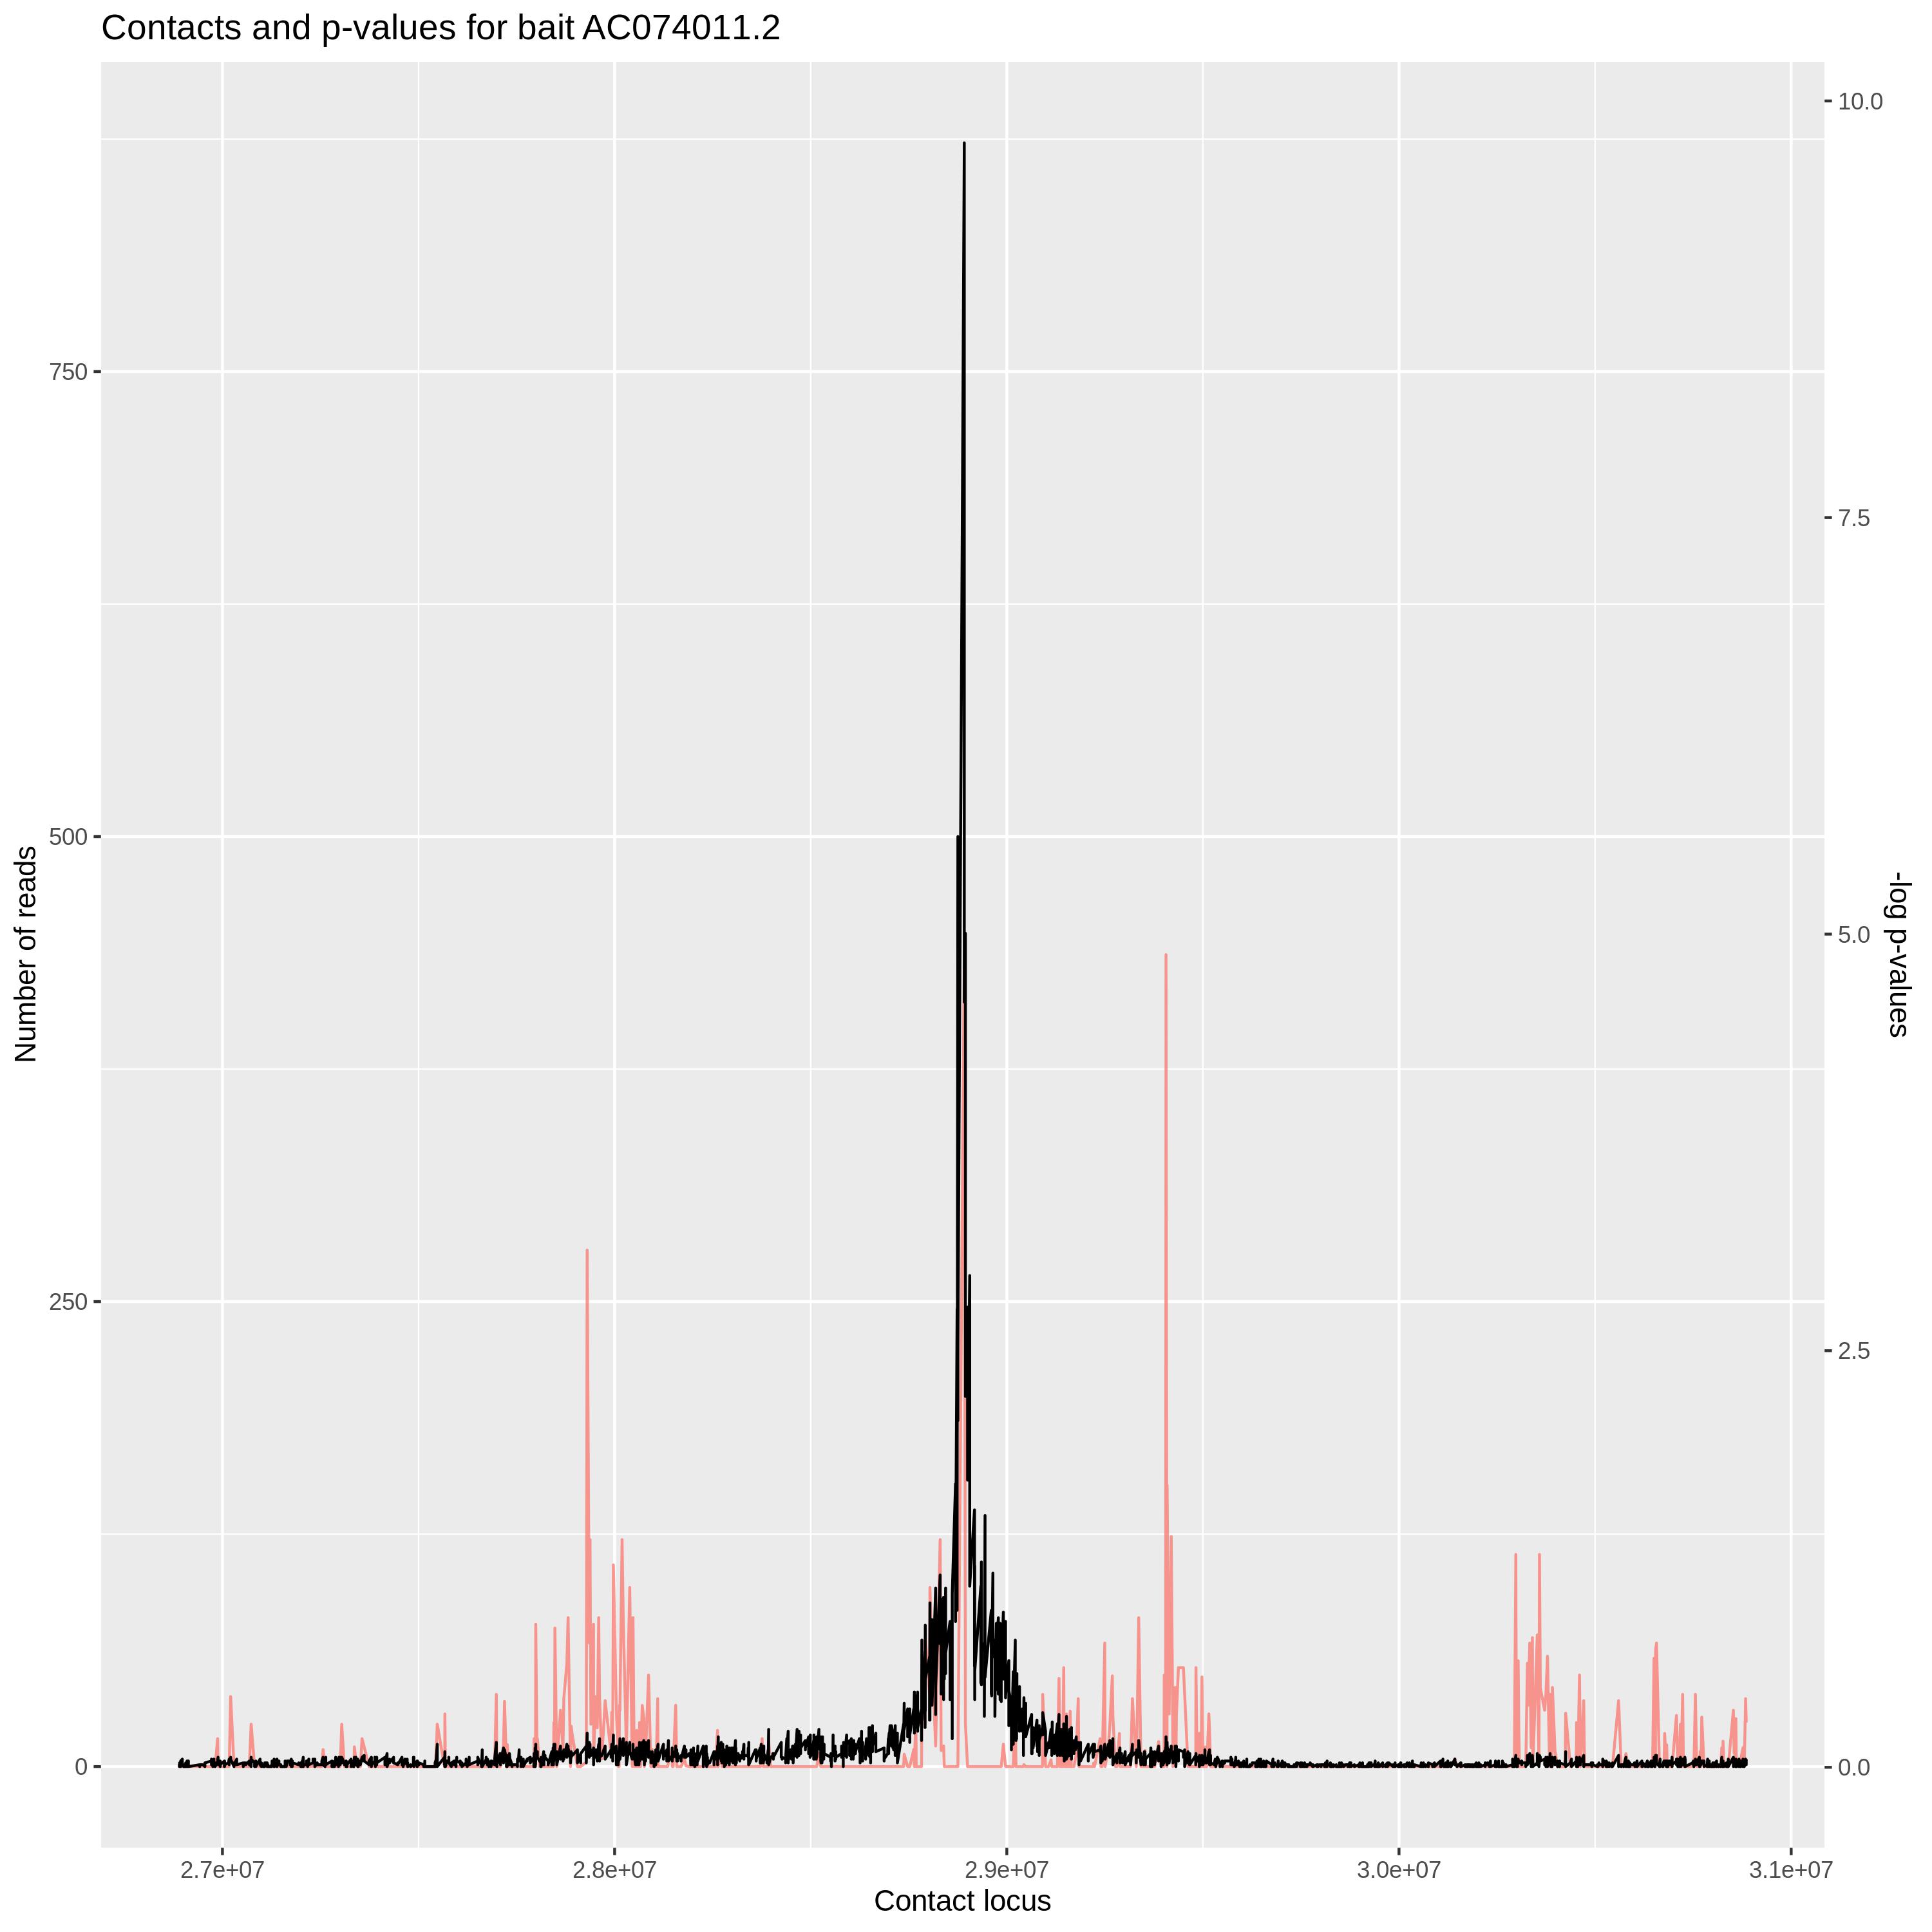 Contacts and p-values for bait AC074011.2
10.0
7.5
5.0
2.5
0.0
-log p-values
750
500
250
0
Number of reads
2.7e+07 2.8e+07 2.9e+07 3.0e+07 3.1e+07
Contact locus